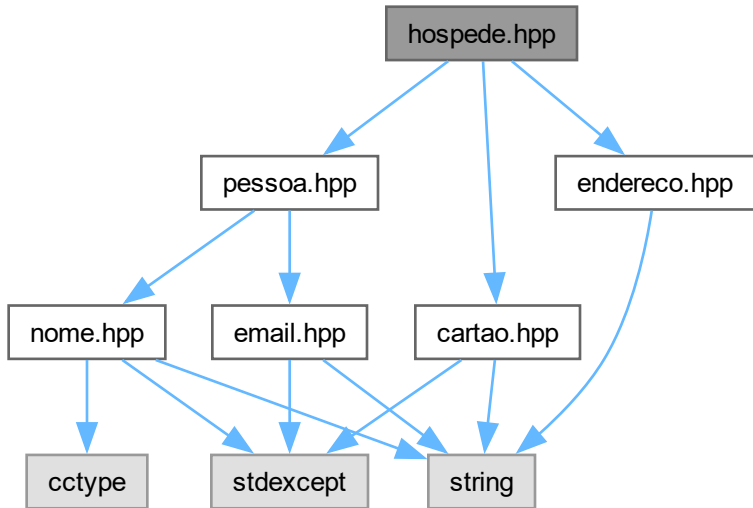 hospede.hpp
pessoa.hpp
endereco.hpp
nome.hpp
email.hpp
cartao.hpp
cctype
stdexcept
string